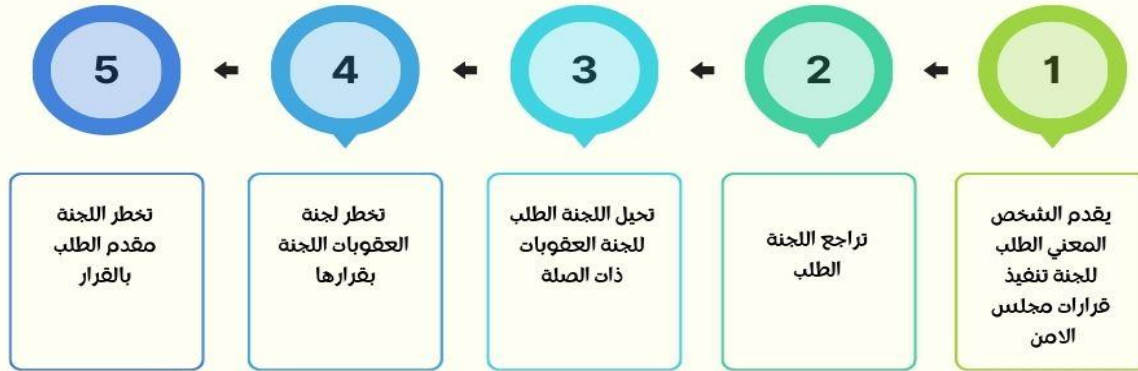 1
يقدم الشخص
المعني الطلب
للجنة تنفيذ
قرارات مجلس
الامن
2
تراجع اللجنة
الطلب
3
تحيل اللجنة الطلب
للجنة العقوبات
ذات الصلة
4
تخطر لجنة
العقوبات اللجنة
بقرارها
5
تخطر اللجنة
مقدم الطلب
بالقرار